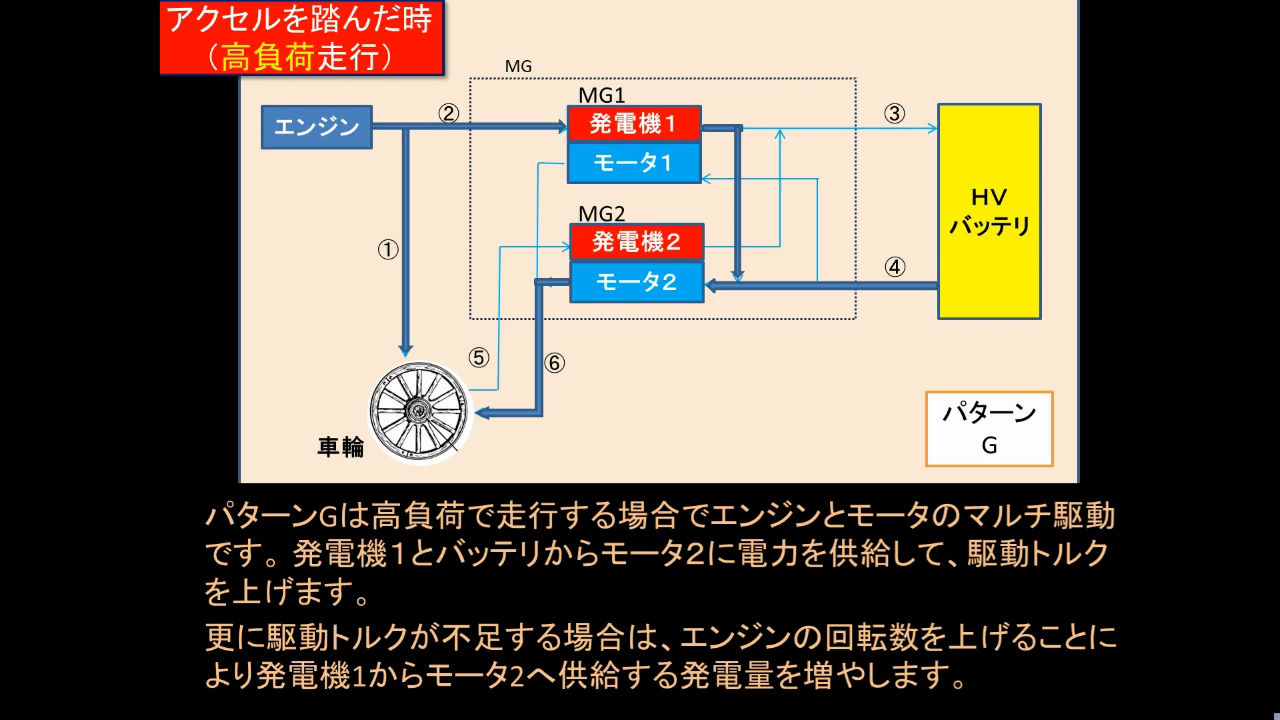 アクセルを踏んだ時
（高負荷走行）
MG
MG1
エンジン
②
発電機１
③
モータ１
HV
バッテリ
MG2
発電機２
①
モータ２
④
⑤
⑥
車輪
パターン
G
パターンGは高負荷で走行する場合でエンジンとモータのマルチ駆動
です。発電機１とバッテリからモータ２に電力を供給して、駆動トルク
を上げます。
更に駆動トルクが不足する場合は、エンジンの回転数を上げることに
より発電機1からモータ2へ供給する発電量を増やします。